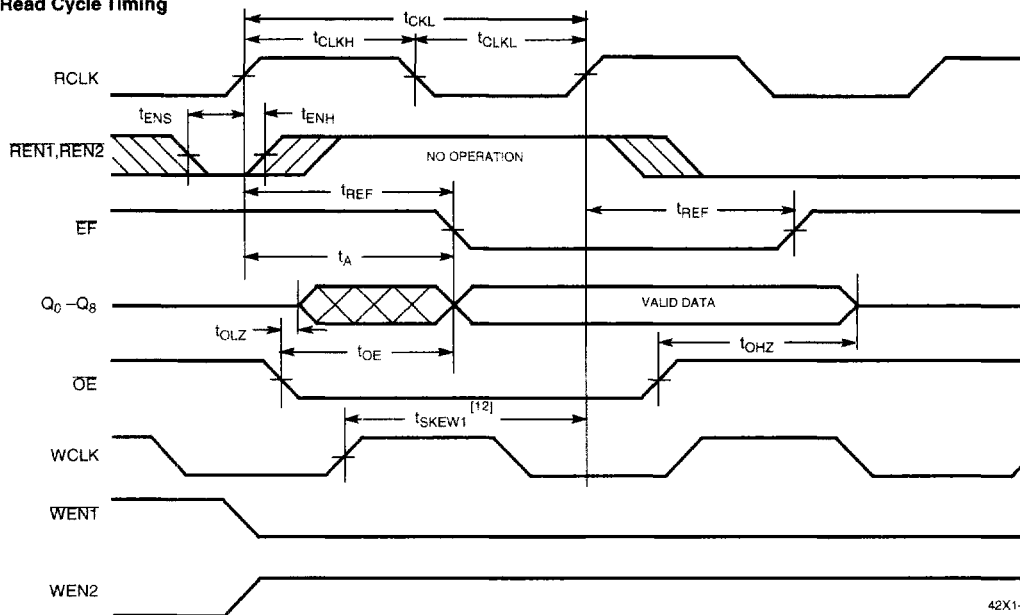 Read Cycle Timing
tCKL
tCLKH
tCLKL
RCLK
tENS
tENH
REN1,REN2
NO OPERATION
tREF
tREF
EF
tA
Q0 –Q8
VALID DATA
tOLZ
tOE
tOHZ
OE
tSKEW1 [12]
WCLK
WEN1
WEN2
42X1-